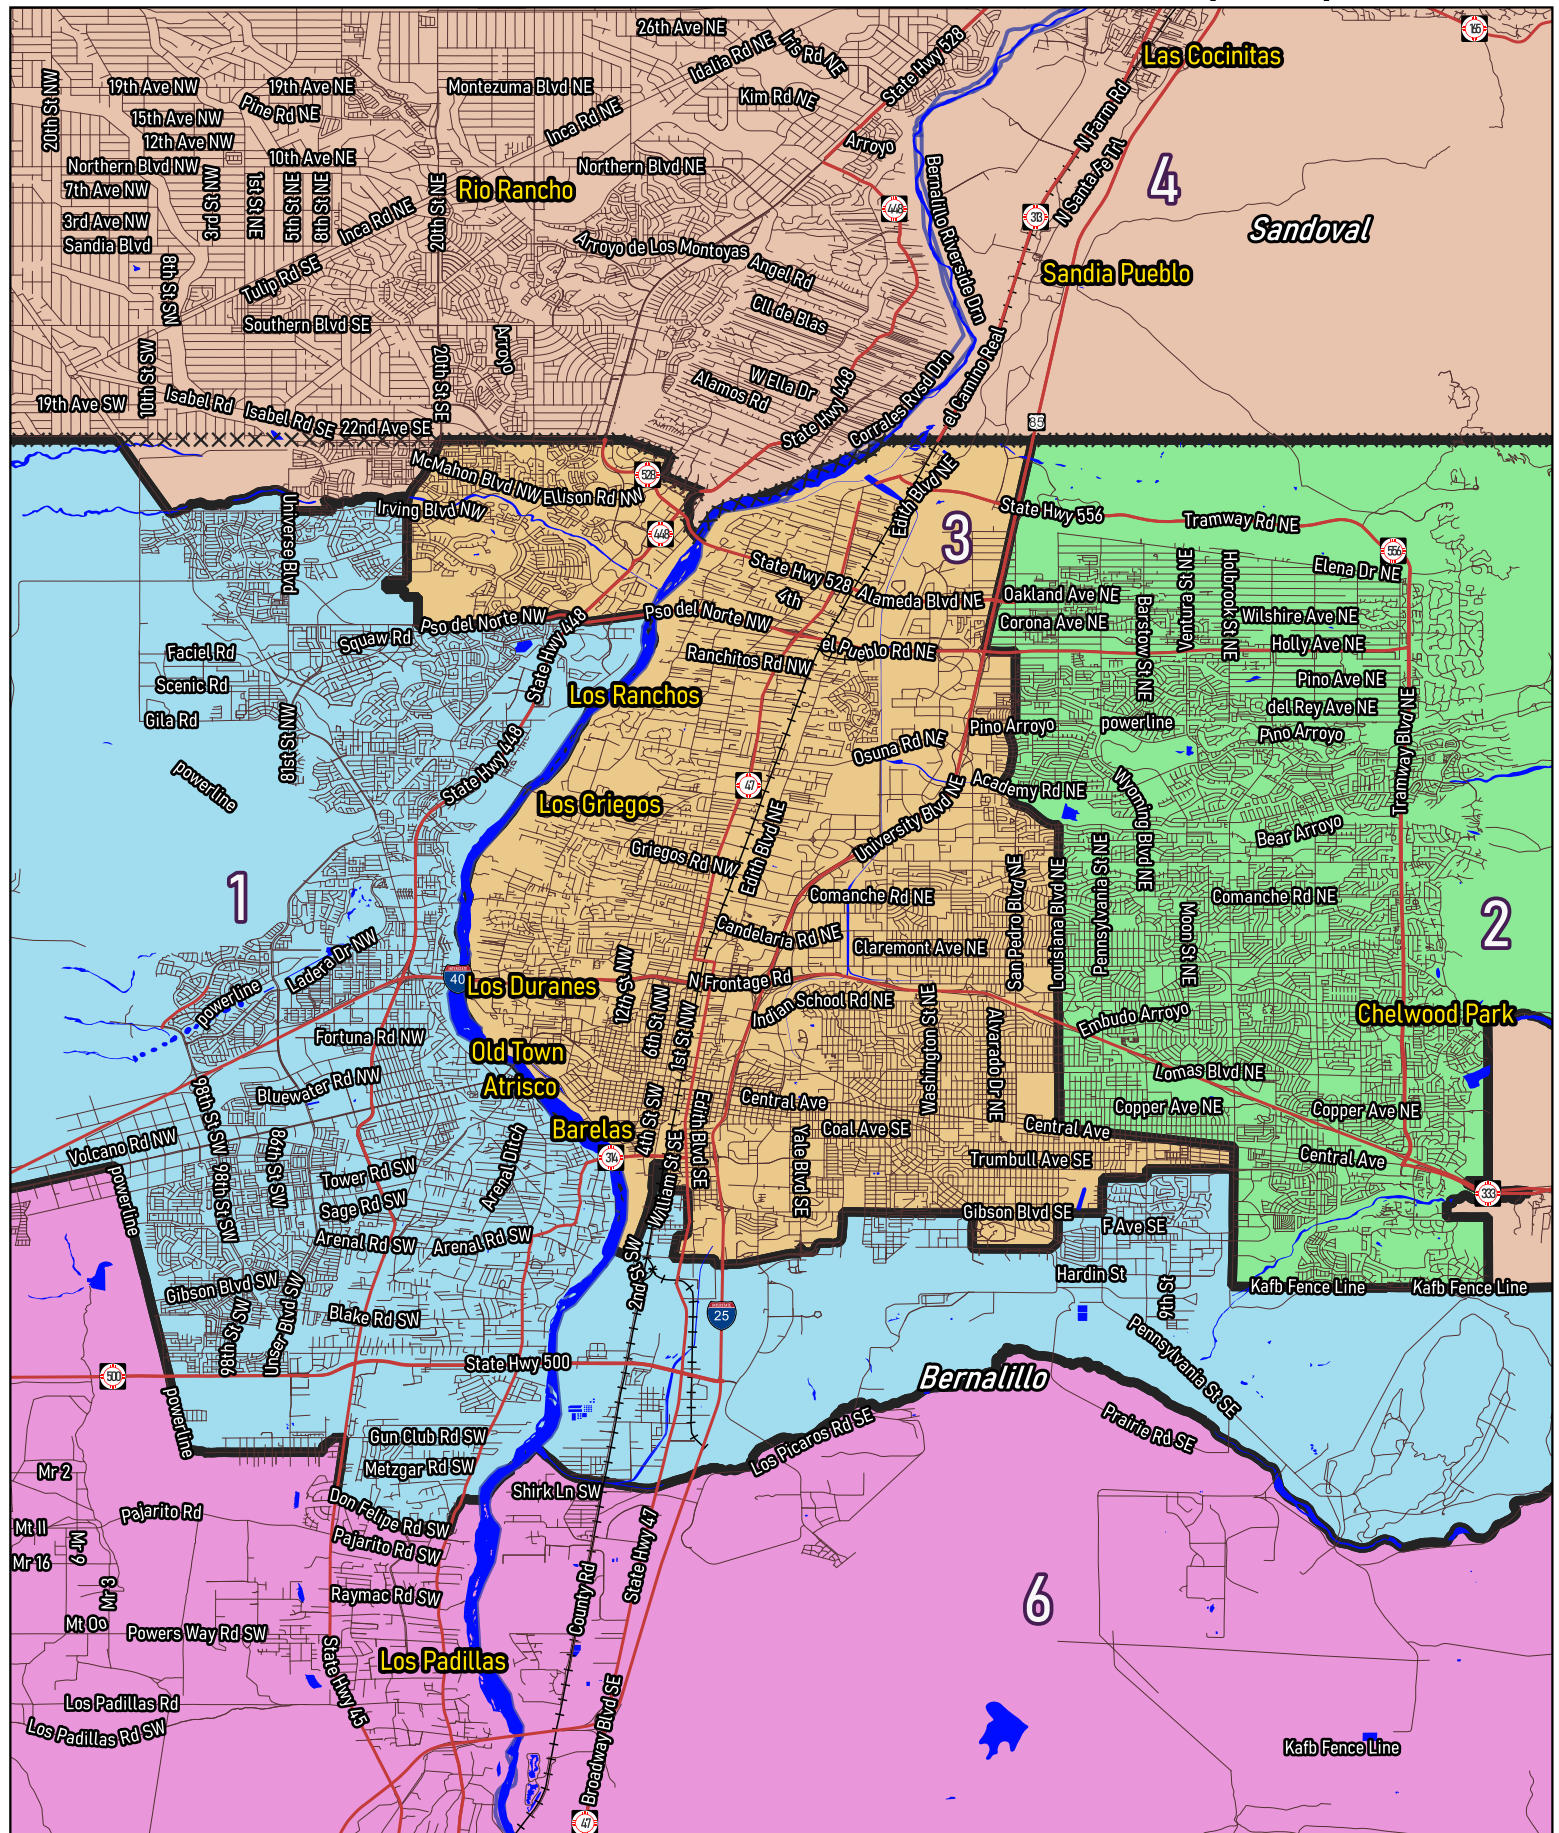 26th Ave NE
Idalia Rd NE
Iris Rd NE
State Hwy 528
Las Cocinitas
165
20th St NW
19th Ave NW
19th Ave NE
Montezuma Blvd NE
Kim Rd NE
Pine Rd NE
15th Ave NW
Inca Rd NE
N Farm Rd
12th Ave NW
Arroyo
10th Ave NE
Northern Blvd NW
Northern Blvd NE
7th Ave NW
Rio Rancho
4
3rd St NW
1st St NE
5th St NE
8th St NE
20th St NE
Bernalillo Riverside Drn
N Santa Fe Trl
448
313
3rd Ave NW
Inca Rd NE
Sandoval
Sandia Blvd
Arroyo de Los Montoyas
Angel Rd
Sandia Pueblo
8th St SW
Tulip Rd SE
Cll de Blas
Southern Blvd SE
Arroyo
10th St SW
20th St SE
W Ella Dr
Alamos Rd
el Camino Real
19th Ave SW
Isabel Rd
Isabel Rd SE
22nd Ave SE
State Hwy 448
Corrales Rvsd Drn
85
McMahon Blvd NW
Ellison Rd NW
528
Edith Blvd NE
Irving Blvd NW
State Hwy 556
Tramway Rd NE
Universe Blvd
448
3
556
State Hwy 528
Alameda Blvd NE
Ventura St NE
Holbrook St NE
Elena Dr NE
4th
Oakland Ave NE
Barstow St NE
Wilshire Ave NE
Pso del Norte NW
Pso del Norte NW
Corona Ave NE
Squaw Rd
el Pueblo Rd NE
Holly Ave NE
Faciel Rd
Ranchitos Rd NW
State Hwy 448
Scenic Rd
Pino Ave NE
Los Ranchos
Gila Rd
del Rey Ave NE
Pino Arroyo
powerline
Pino Arroyo
81st St NW
Osuna Rd NE
Tramway Blvd NE
State Hwy 448
powerline
47
Academy Rd NE
Wyoming Blvd NE
Los Griegos
University Blvd NE
Bear Arroyo
Edith Blvd NE
Griegos Rd NW
1
Comanche Rd NE
San Pedro Blvd NE
Louisiana Blvd NE
Pennsylvania St NE
Moon St NE
Comanche Rd NE
2
Candelaria Rd NE
Claremont Ave NE
Ladera Dr NW
40
Los Duranes
12th St NW
N Frontage Rd
powerline
6th St NW
1st St NW
Indian School Rd NE
Washington St NE
Alvarado Dr NE
Embudo Arroyo
Chelwood Park
Fortuna Rd NW
Old Town
Lomas Blvd NE
Bluewater Rd NW
Atrisco
Central Ave
Copper Ave NE
Copper Ave NE
98th St SW
Barelas
4th St SW
Edith Blvd SE
Coal Ave SE
Central Ave
Volcano Rd NW
86th St SW
Arenal Ditch
314
Yale Blvd SE
Trumbull Ave SE
Central Ave
powerline
98th St SW
Tower Rd SW
William St SE
333
Sage Rd SW
Gibson Blvd SE
F Ave SE
Arenal Rd SW
Arenal Rd SW
2nd St SW
Hardin St
9th St
Kafb Fence Line
Kafb Fence Line
Gibson Blvd SW
98th St SW
Unser Blvd SW
Blake Rd SW
25
Pennsylvania St SE
State Hwy 500
500
Bernalillo
powerline
Prairie Rd SE
Gun Club Rd SW
Los Picaros Rd SE
Metzgar Rd SW
Mr 2
Shirk Ln SW
Don Felipe Rd SW
Pajarito Rd
Mt II
State Hwy 47
Pajarito Rd SW
Mr 9
Mr 16
Mr 3
Raymac Rd SW
County Rd
6
Mt Oo
Powers Way Rd SW
Los Padillas
State Hwy 45
Los Padillas Rd
Los Padillas Rd SW
Broadway Blvd SE
Kafb Fence Line
47